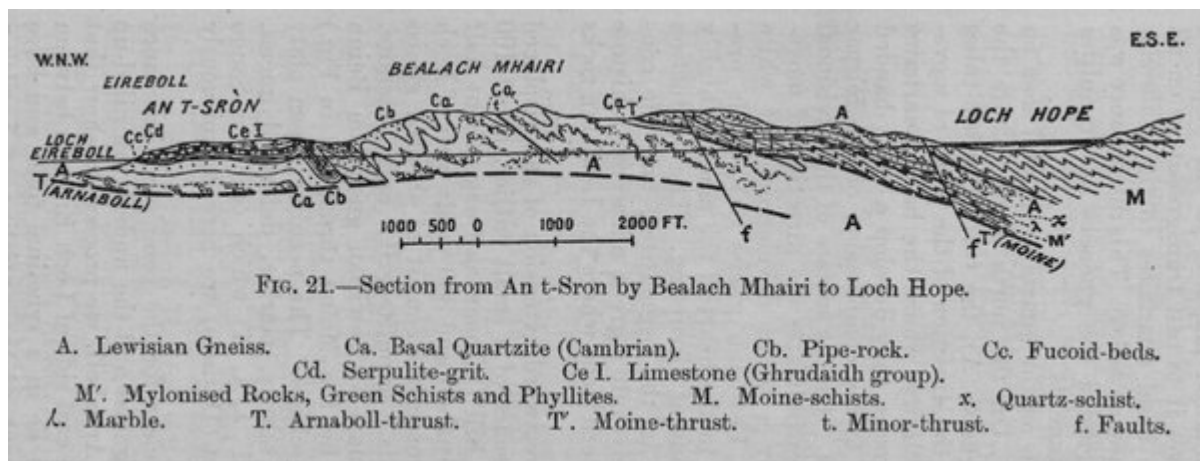 W.N.W.
E.S.E.
EIREBOLL
AN T-SRÒN
BEALACH MHAIRI
LOCH HOPE
LOCH EIREBOLL
Cc Cd Ce I Cb Ca Ca t Ca T' A
A A A A M
T (ARNABOLL)
Ca Cb
x
λ
M'
f f T' (MOINE)
1000 500 0 1000 2000 FT.
FIG. 21.—Section from An t-Sron by Bealach Mhairi to Loch Hope.
A. Lewisian Gneiss. Ca. Basal Quartzite (Cambrian). Cb. Pipe-rock. Cc. Fucoid-beds.
Cd. Serpulite-grit. Ce I. Limestone (Ghrudaidh group).
M'. Mylonised Rocks, Green Schists and Phyllites. M. Moine-schists. x. Quartz-schist.
λ. Marble. T. Arnaboll-thrust. T'. Moine-thrust. t. Minor-thrust. f. Faults.